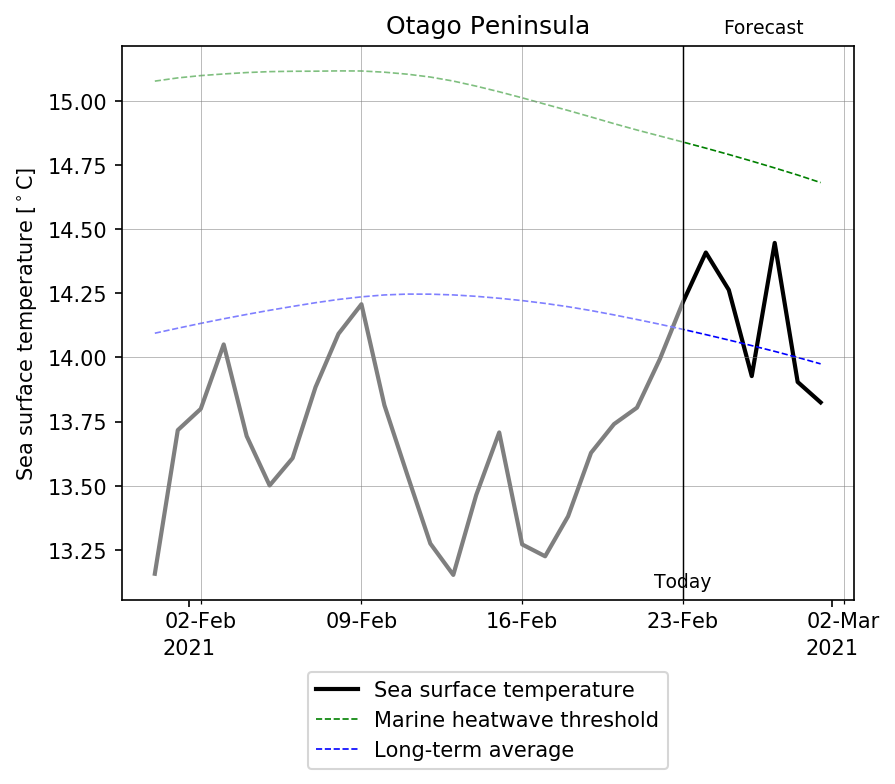 Otago Peninsula
Forecast
Sea surface temperature [°C]
15.00
14.75
14.50
14.25
14.00
13.75
13.50
13.25
Today
02-Feb 09-Feb 16-Feb 23-Feb 02-Mar
2021 2021
Sea surface temperature
Marine heatwave threshold
Long-term average